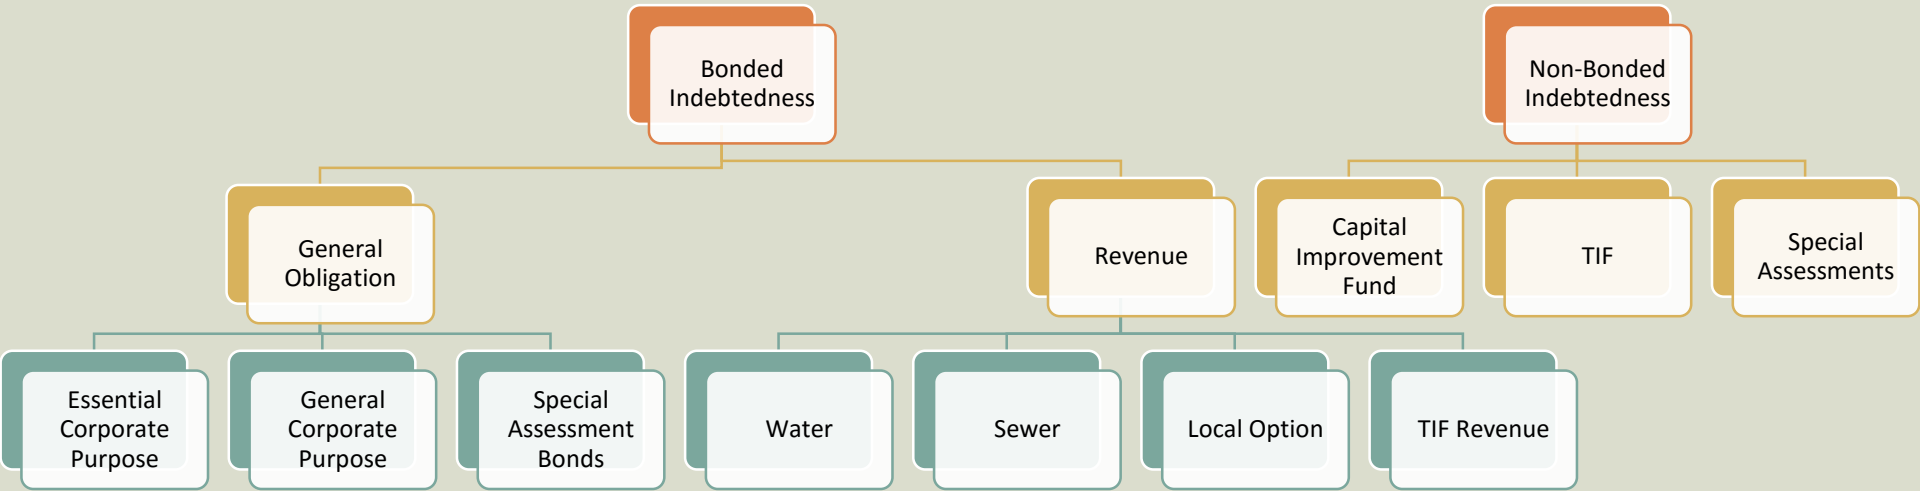 Bonded
Indebtedness
Non-Bonded
Indebtedness
General
Obligation
Revenue
Capital
Improvement
Fund
TIF
Special
Assessments
Essential
Corporate
Purpose
General
Corporate
Purpose
Special
Assessment
Bonds
Water
Sewer
Local Option
TIF Revenue